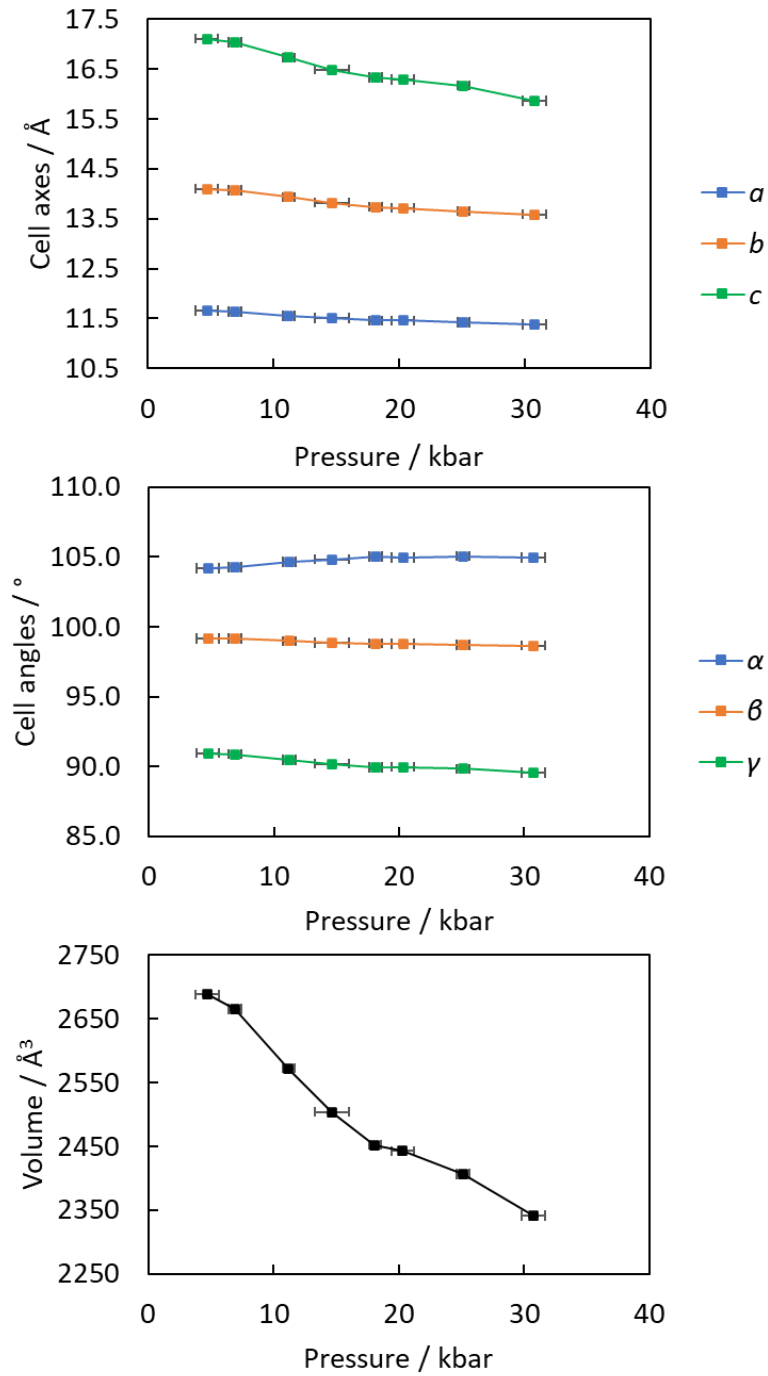 17.5
16.5
15.5
14.5
13.5
12.5
11.5
10.5
Cell axes / Å
0 10 20 30 40
Pressure / kbar
a
b
c
110.0
105.0
100.0
95.0
90.0
85.0
Cell angles / °
0 10 20 30 40
Pressure / kbar
α
β
γ
2750
2650
2550
2450
2350
2250
Volume / Å³
0 10 20 30 40
Pressure / kbar